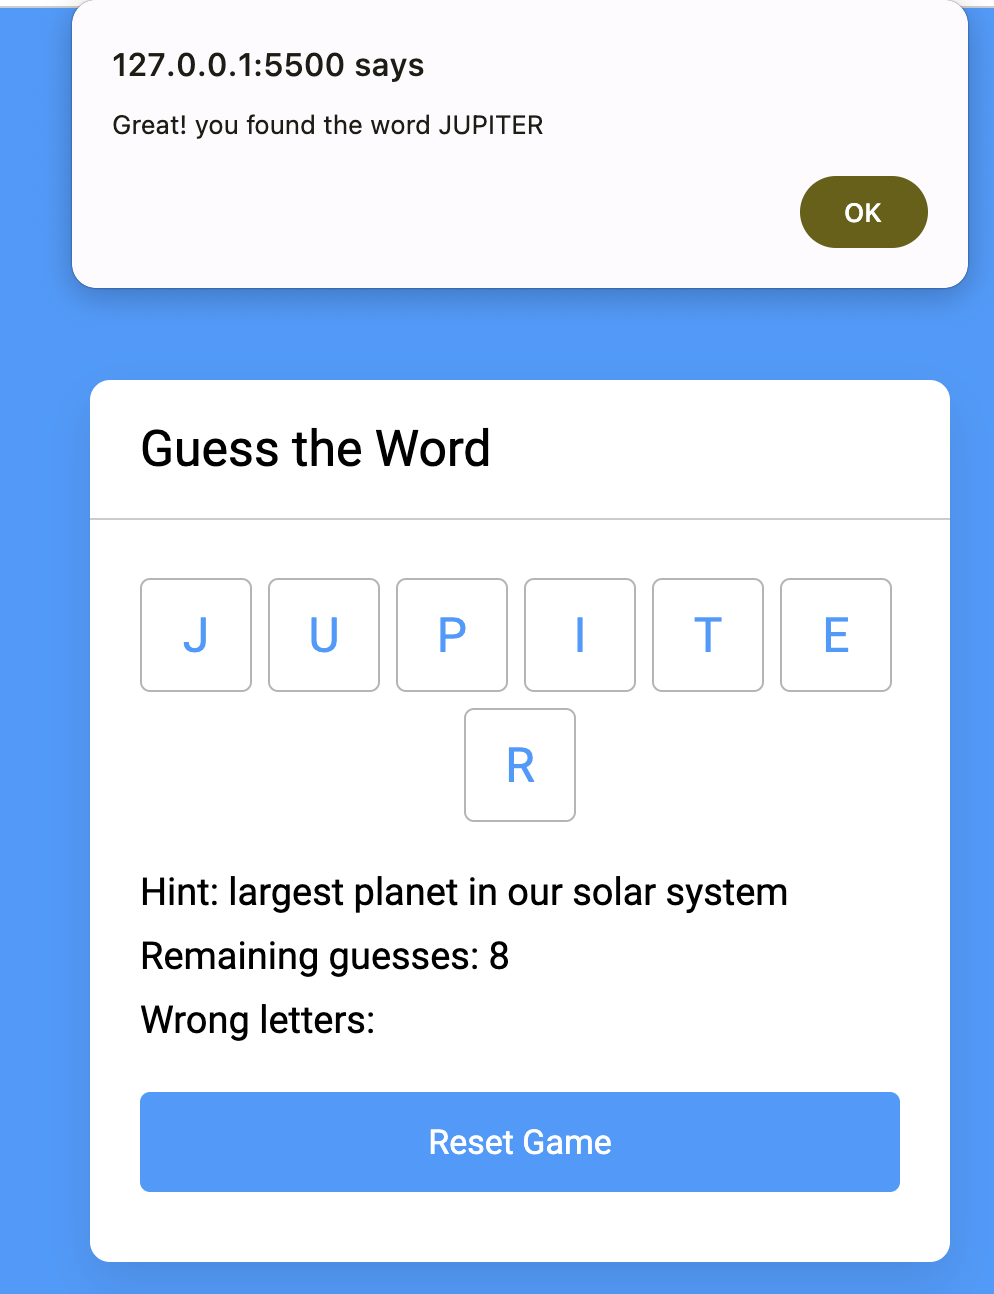 127.0.0.1:5500 says
Great! you found the word JUPITER
OK
Guess the Word
J U P I T E
R
Hint: largest planet in our solar system
Remaining guesses: 8
Wrong letters:
Reset Game